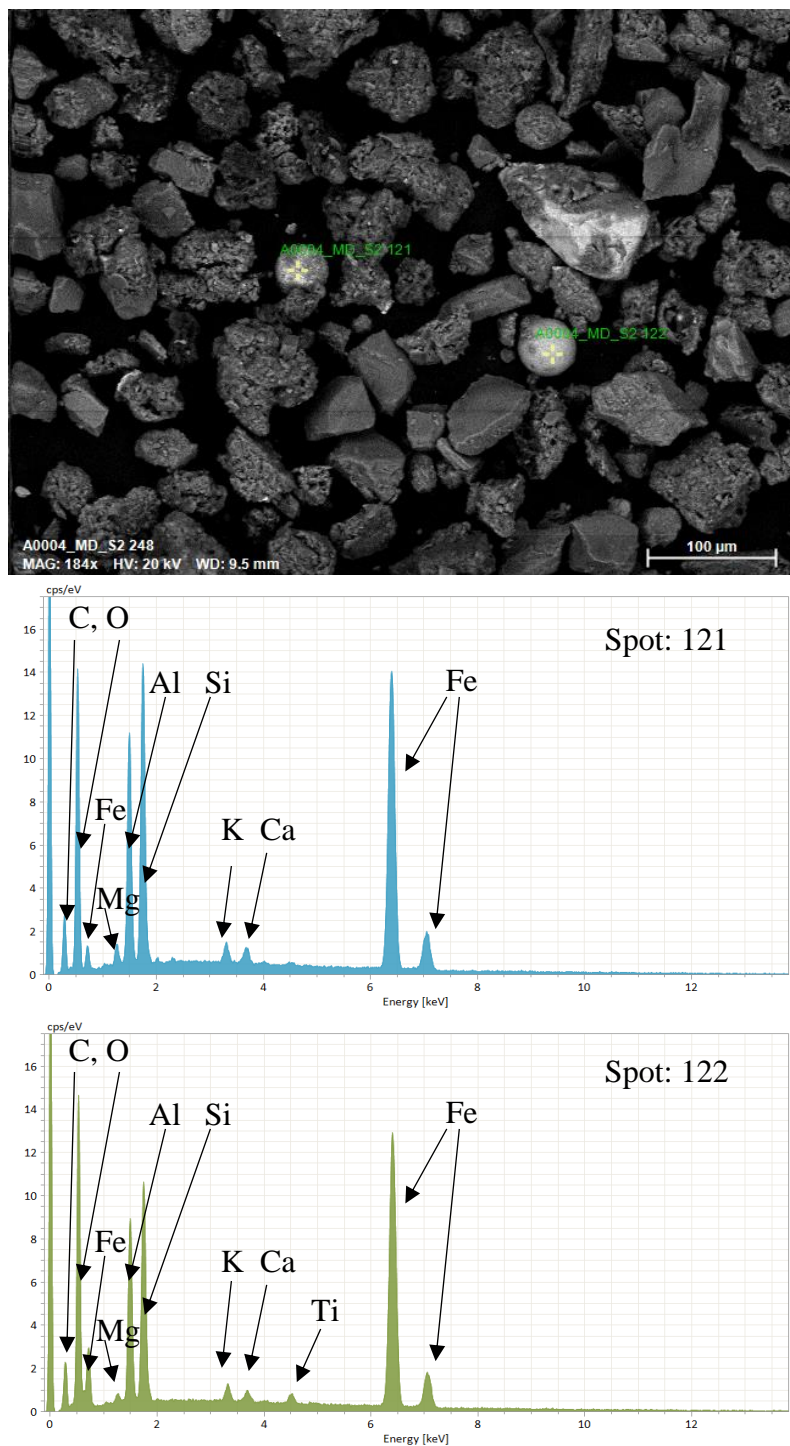 A0004_MD_S2 121
A0004_MD_S2 122
A0004_MD_S2 248
MAG: 184x HV: 20 kV WD: 9.5 mm
100 µm
cps/eV
C, O
Spot: 121
Al Si
Fe
Fe
K Ca
Mg
16
14
12
10
8
6
4
2
0
0 2 4 6 8 10 12
Energy [keV]
cps/eV
C, O
Spot: 122
Al Si
Fe
Fe
K Ca
Ti
Mg
16
14
12
10
8
6
4
2
0
0 2 4 6 8 10 12
Energy [keV]